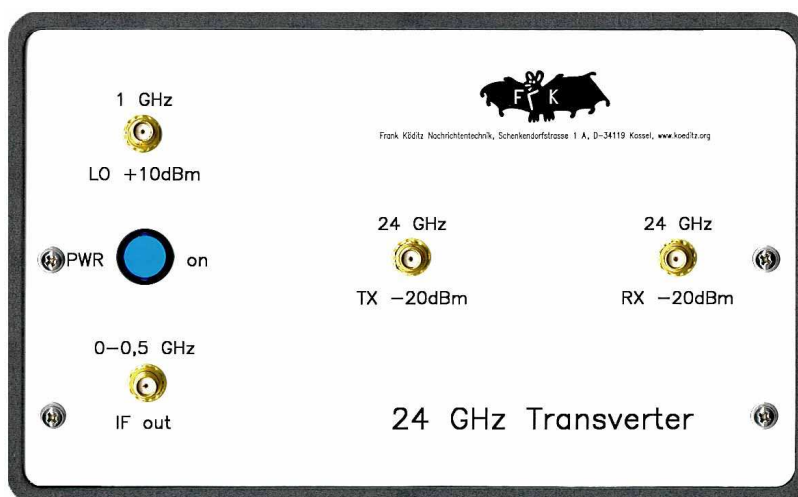 F K
Frank Köditz Nachrichtentechnik, Schenkendorfstrasse 1 A, D-34119 Kassel, www.koeditz.org
1 GHz
LO +10dBm
PWR on
0-0,5 GHz
IF out
24 GHz
TX -20dBm
24 GHz
RX -20dBm
24 GHz Transverter